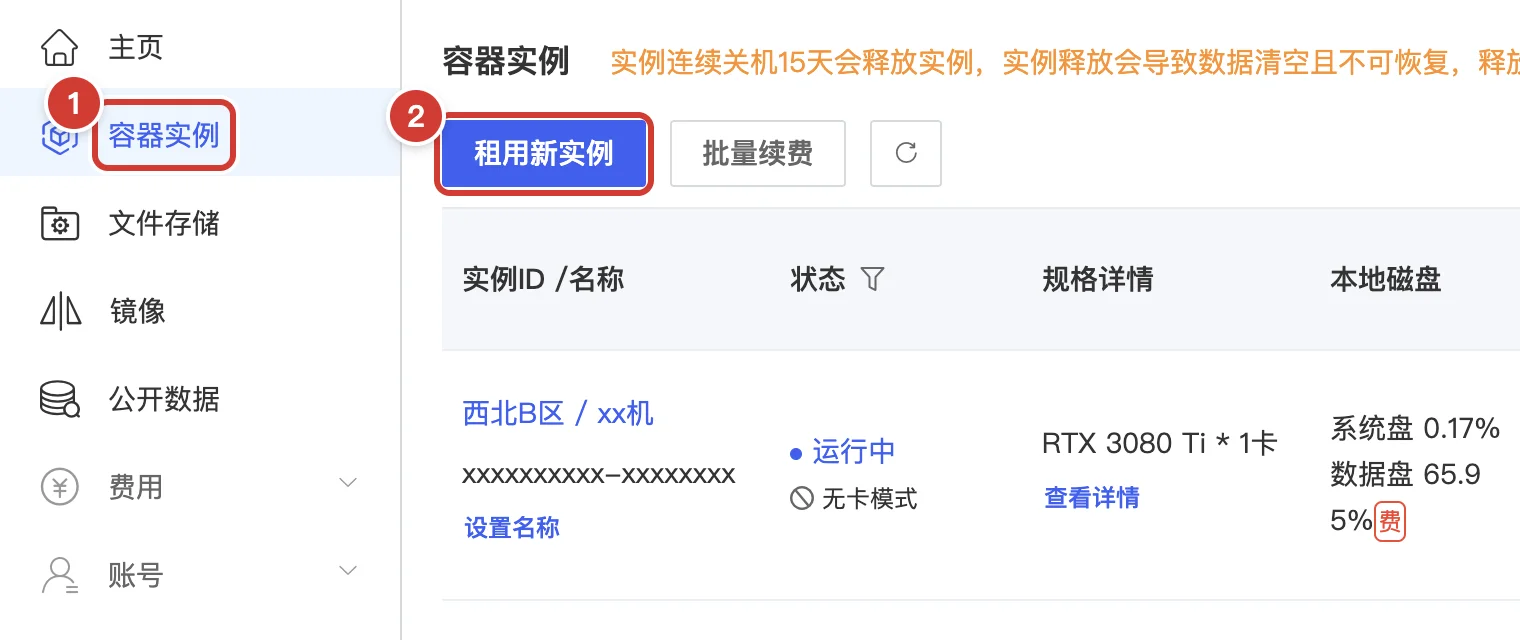 主页
1
容器实例
文件存储
镜像
公开数据
费用
账号
容器实例 实例连续关机15天会释放实例，实例释放会导致数据清空且不可恢复，释放
2
租用新实例 批量续费
实例ID /名称 状态 规格详情 本地磁盘
西北B区 / xx机
xxxxxxxxxx-xxxxxxxx
设置名称
运行中
无卡模式
RTX 3080 Ti * 1卡
查看详情
系统盘 0.17%
数据盘 65.9
5%费